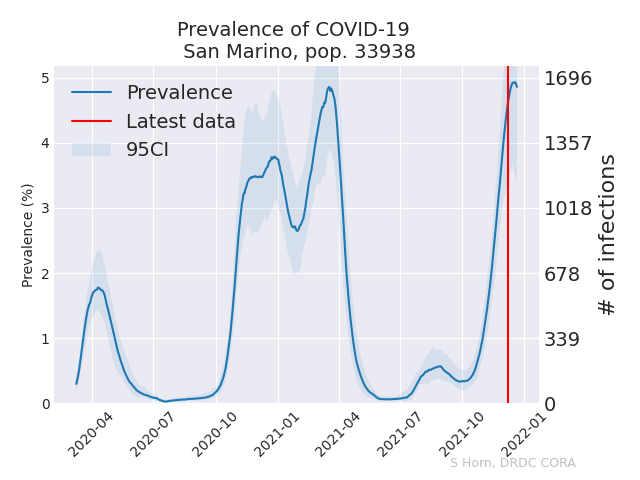 Prevalence of COVID-19
San Marino, pop. 33938
Prevalence
Latest data
95CI
Prevalence (%)
5
4
3
2
1
0
1696
1357
1018
678
339
0
# of infections
2020-04
2020-07
2020-10
2021-01
2021-04
2021-07
2021-10
2022-01
S Horn, DRDC CORA